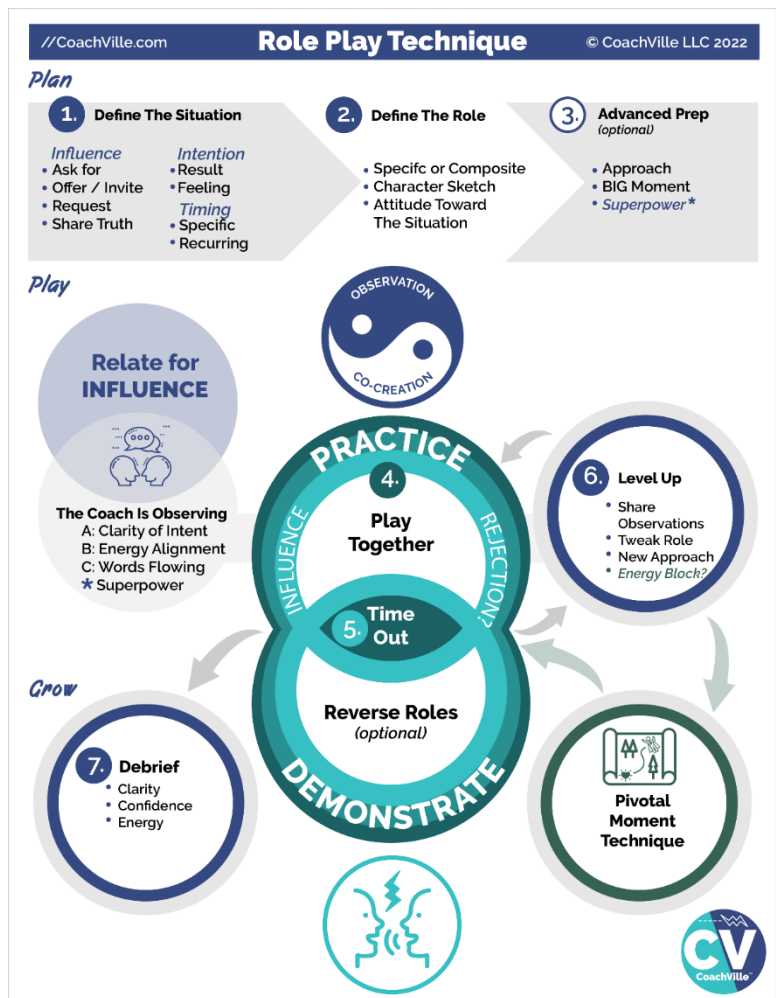 //CoachVille.com
Role Play Technique
© CoachVille LLC 2022
Plan
1.
Define The Situation
Influence
• Ask for
• Offer / Invite
• Request
• Share Truth
Intention
• Result
• Feeling
Timing
• Specific
• Recurring
2.
Define The Role
• Specifc or Composite
• Character Sketch
• Attitude Toward
The Situation
3.
Advanced Prep
(optional)
• Approach
• BIG Moment
• Superpower*
Play
OBSERVATION
CO-CREATION
Relate for
INFLUENCE
The Coach Is Observing
A: Clarity of Intent
B: Energy Alignment
C: Words Flowing
* Superpower
PRACTICE
INFLUENCE
REJECTION?
4.
Play
Together
5.
Time
Out
Reverse Roles
(optional)
DEMONSTRATE
6.
Level Up
• Share
Observations
• Tweak Role
• New Approach
• Energy Block?
Grow
7.
Debrief
• Clarity
• Confidence
• Energy
Pivotal
Moment
Technique
CV
CoachVille